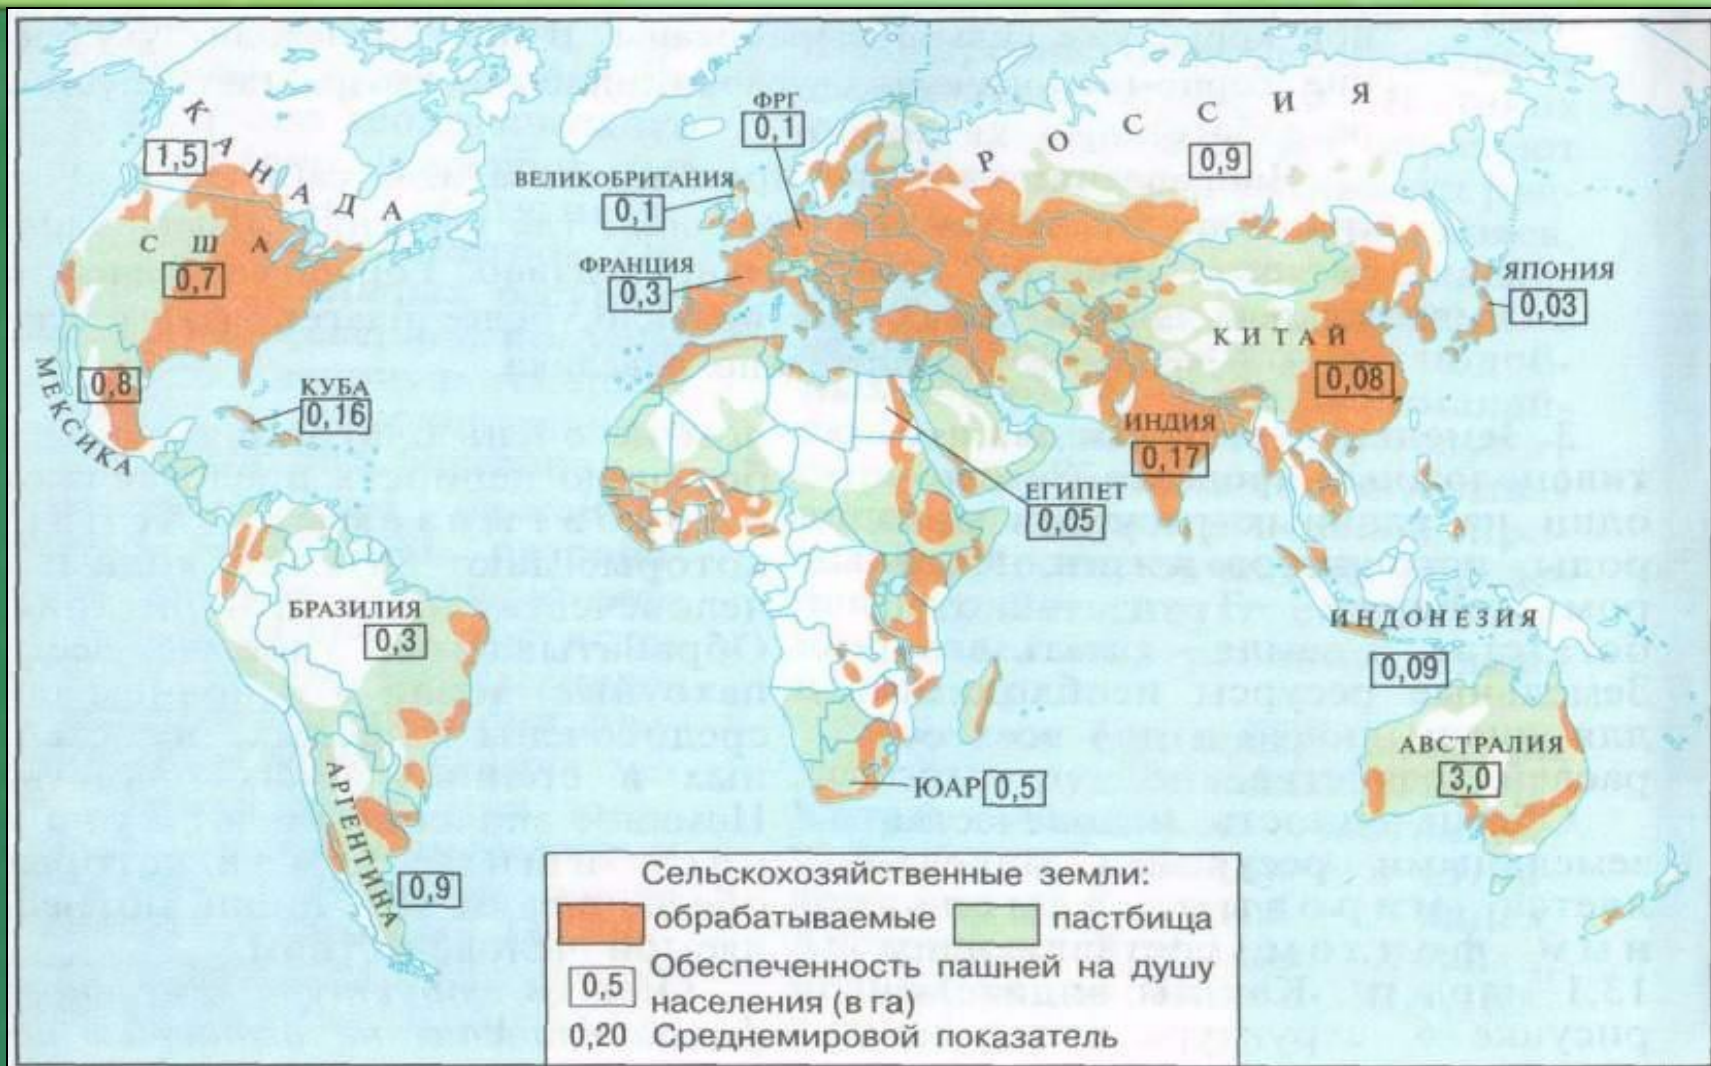 КАНАДА
1,5
США
0,7
МЕКСИКА
0,8
КУБА
0,16
БРАЗИЛИЯ
0,3
АРГЕНТИНА
0,9
ФРГ
0,1
ВЕЛИКОБРИТАНИЯ
0,1
ФРАНЦИЯ
0,3
РОССИЯ
0,9
ЯПОНИЯ
0,03
КИТАЙ
0,08
ИНДИЯ
0,17
ЕГИПЕТ
0,05
ИНДОНЕЗИЯ
0,09
АВСТРАЛИЯ
3,0
ЮАР 0,5
Сельскохозяйственные земли:
обрабатываемые пастбища
0,5 Обеспеченность пашней на душу
населения (в га)
0,20 Среднемировой показатель